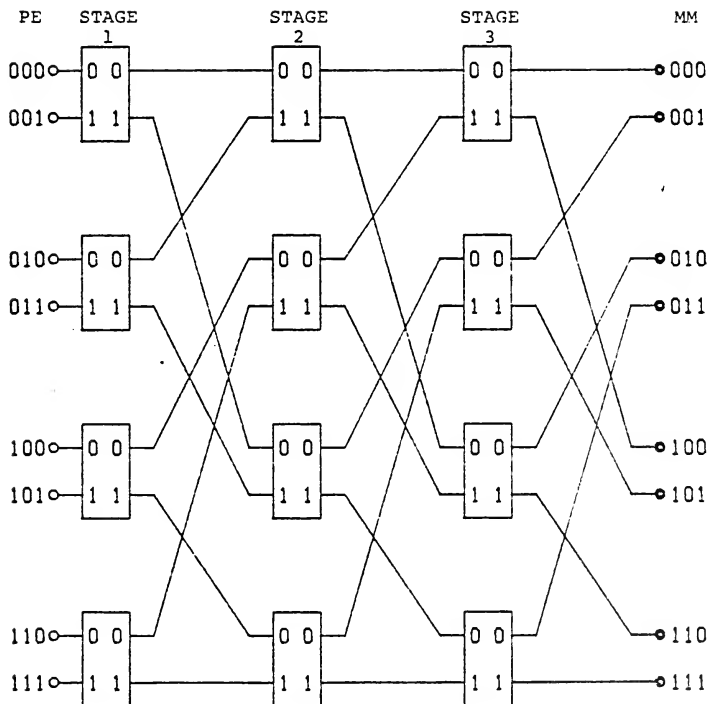 PE STAGE STAGE STAGE MM
1 2 3
000 0 0 0 0 0 0 000
001 1 1 1 1 1 1 001
010 0 0 0 0 0 0 010
011 1 1 1 1 1 1 011
100 0 0 0 0 0 0 100
101 1 1 1 1 1 1 101
110 0 0 0 0 0 0 110
111 1 1 1 1 1 1 111